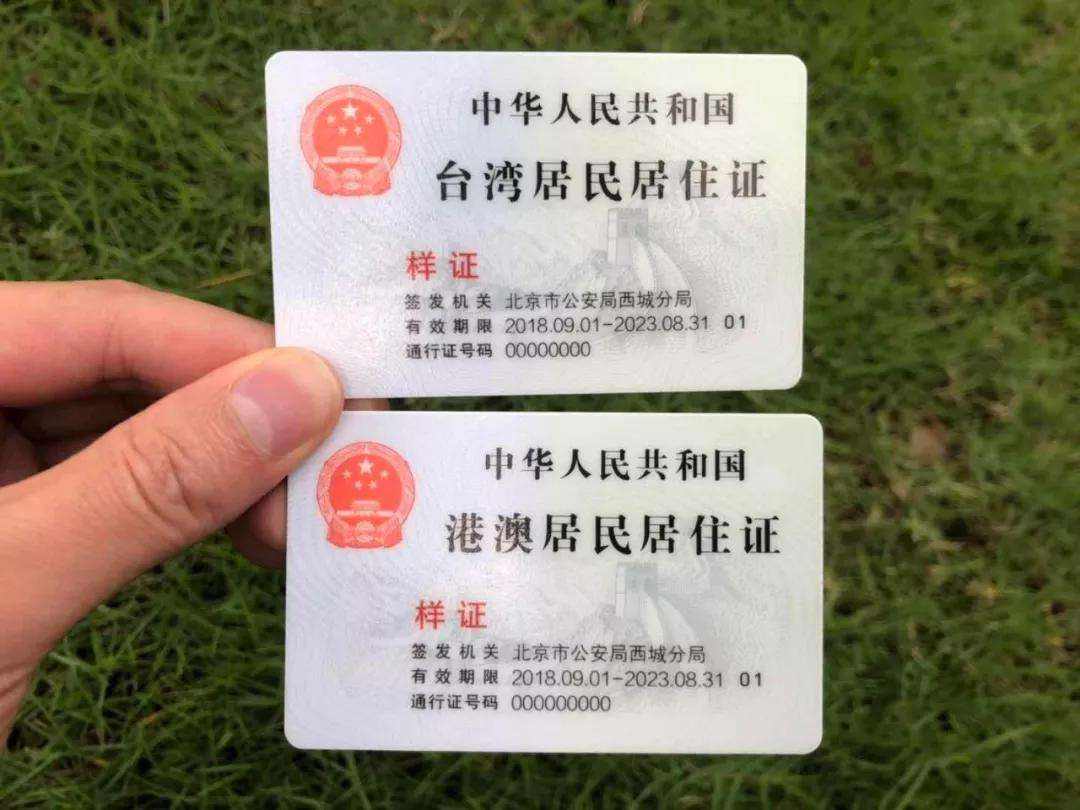 中华人民共和国
台湾居民居住证
样证
签发机关 北京市公安局西城分局
有效期限 2018.09.01-2023.08.31 01
通行证号码 00000000
中华人民共和国
港澳居民居住证
样证
签发机关 北京市公安局西城分局
有效期限 2018.09.01-2023.08.31 01
通行证号码 000000000